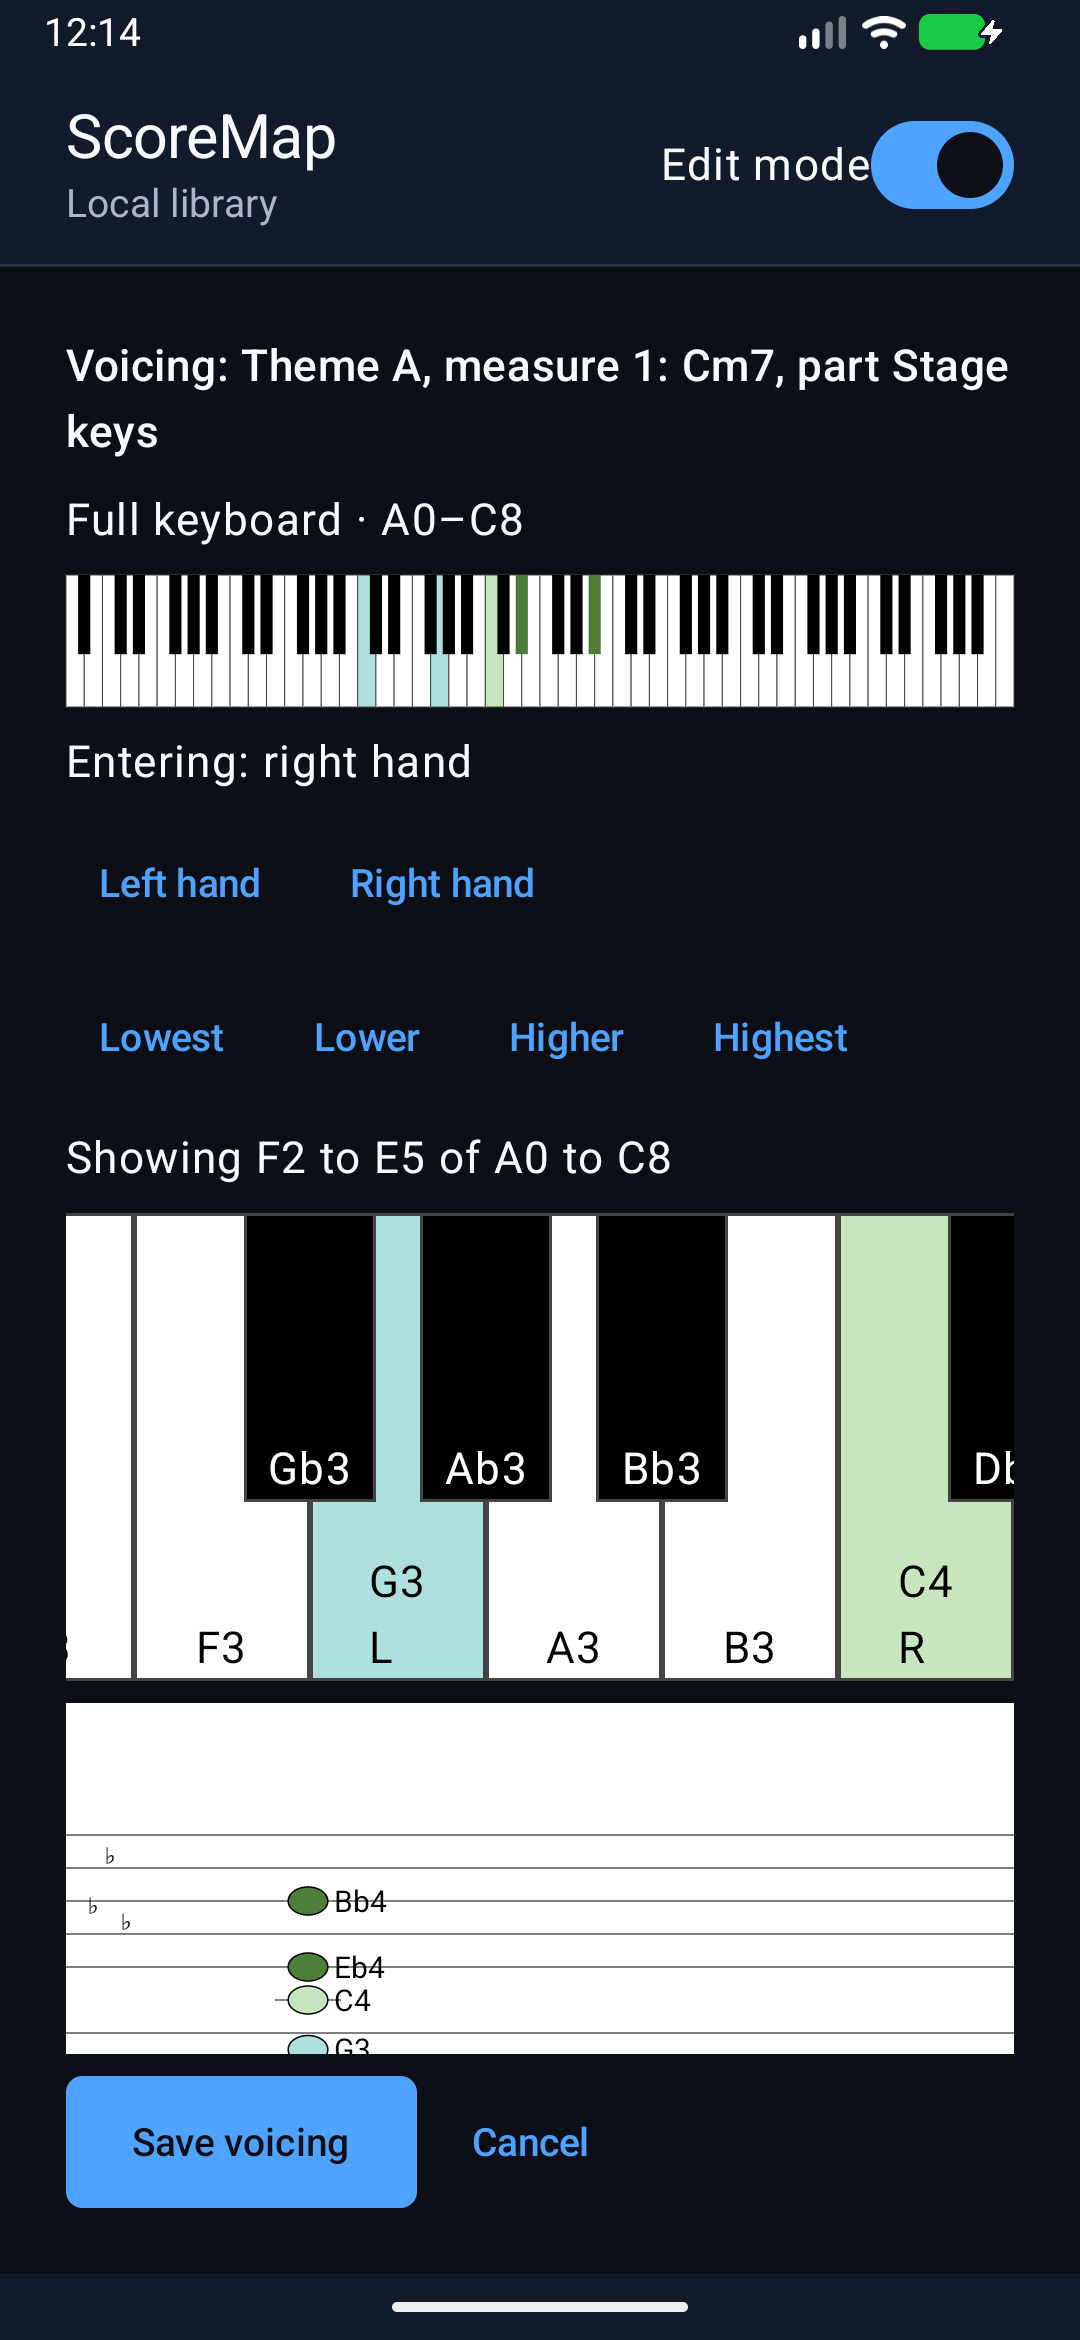 12:14
ScoreMap
Edit mode
Local library
Voicing: Theme A, measure 1: Cm7, part Stage
keys
Full keyboard · A0–C8
Entering: right hand
Left hand
Right hand
Lowest
Lower
Higher
Highest
Showing F2 to E5 of A0 to C8
Gb3
Ab3
Bb3
G3
C4
F3
L
A3
B3
R
♭
Bb4
♭
♭
Eb4
C4
G3
Save voicing
Cancel